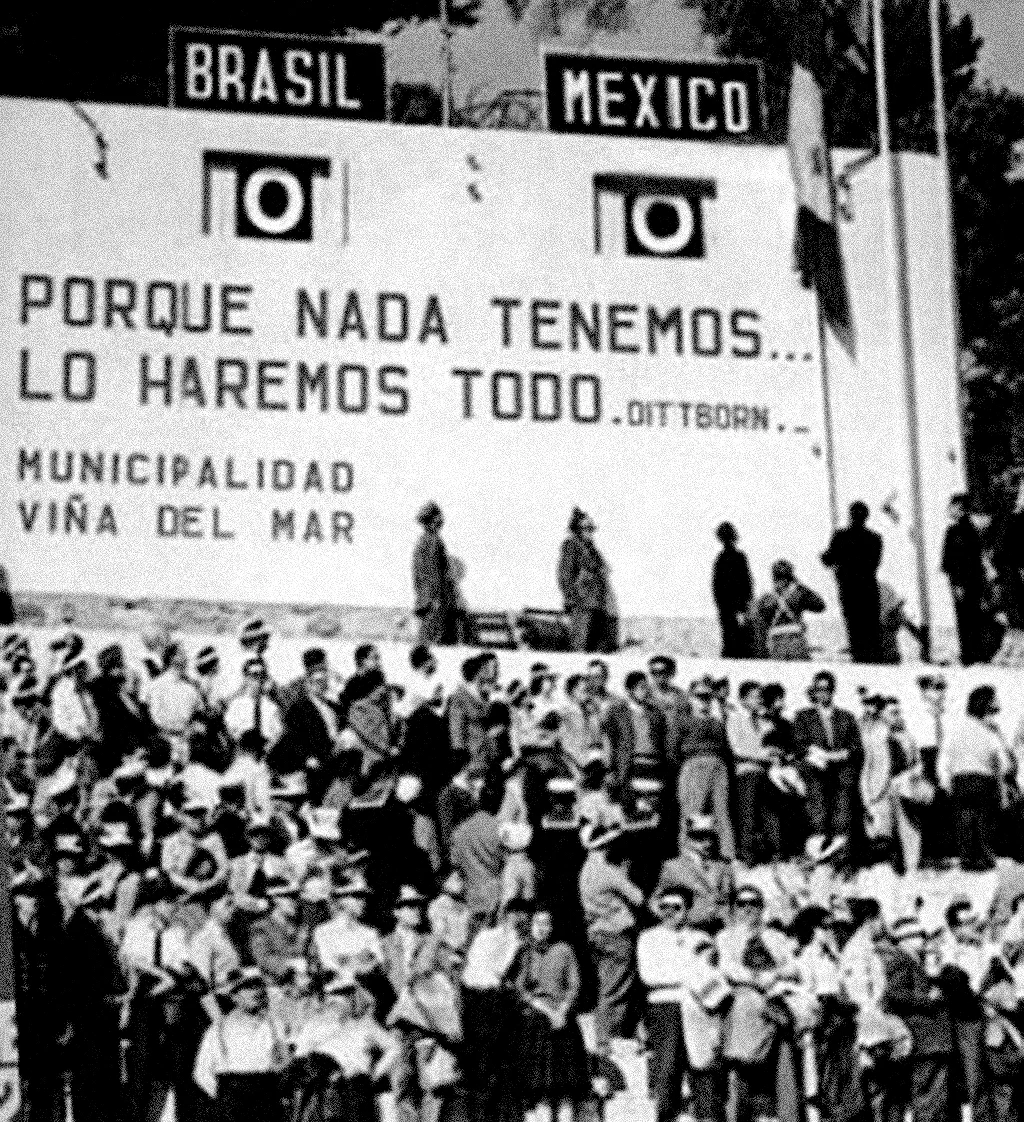 BRASIL MEXICO
0 0
PORQUE NADA TENEMOS...
LO HAREMOS TODO.DITTBORN._
MUNICIPALIDAD
VIÑA DEL MAR